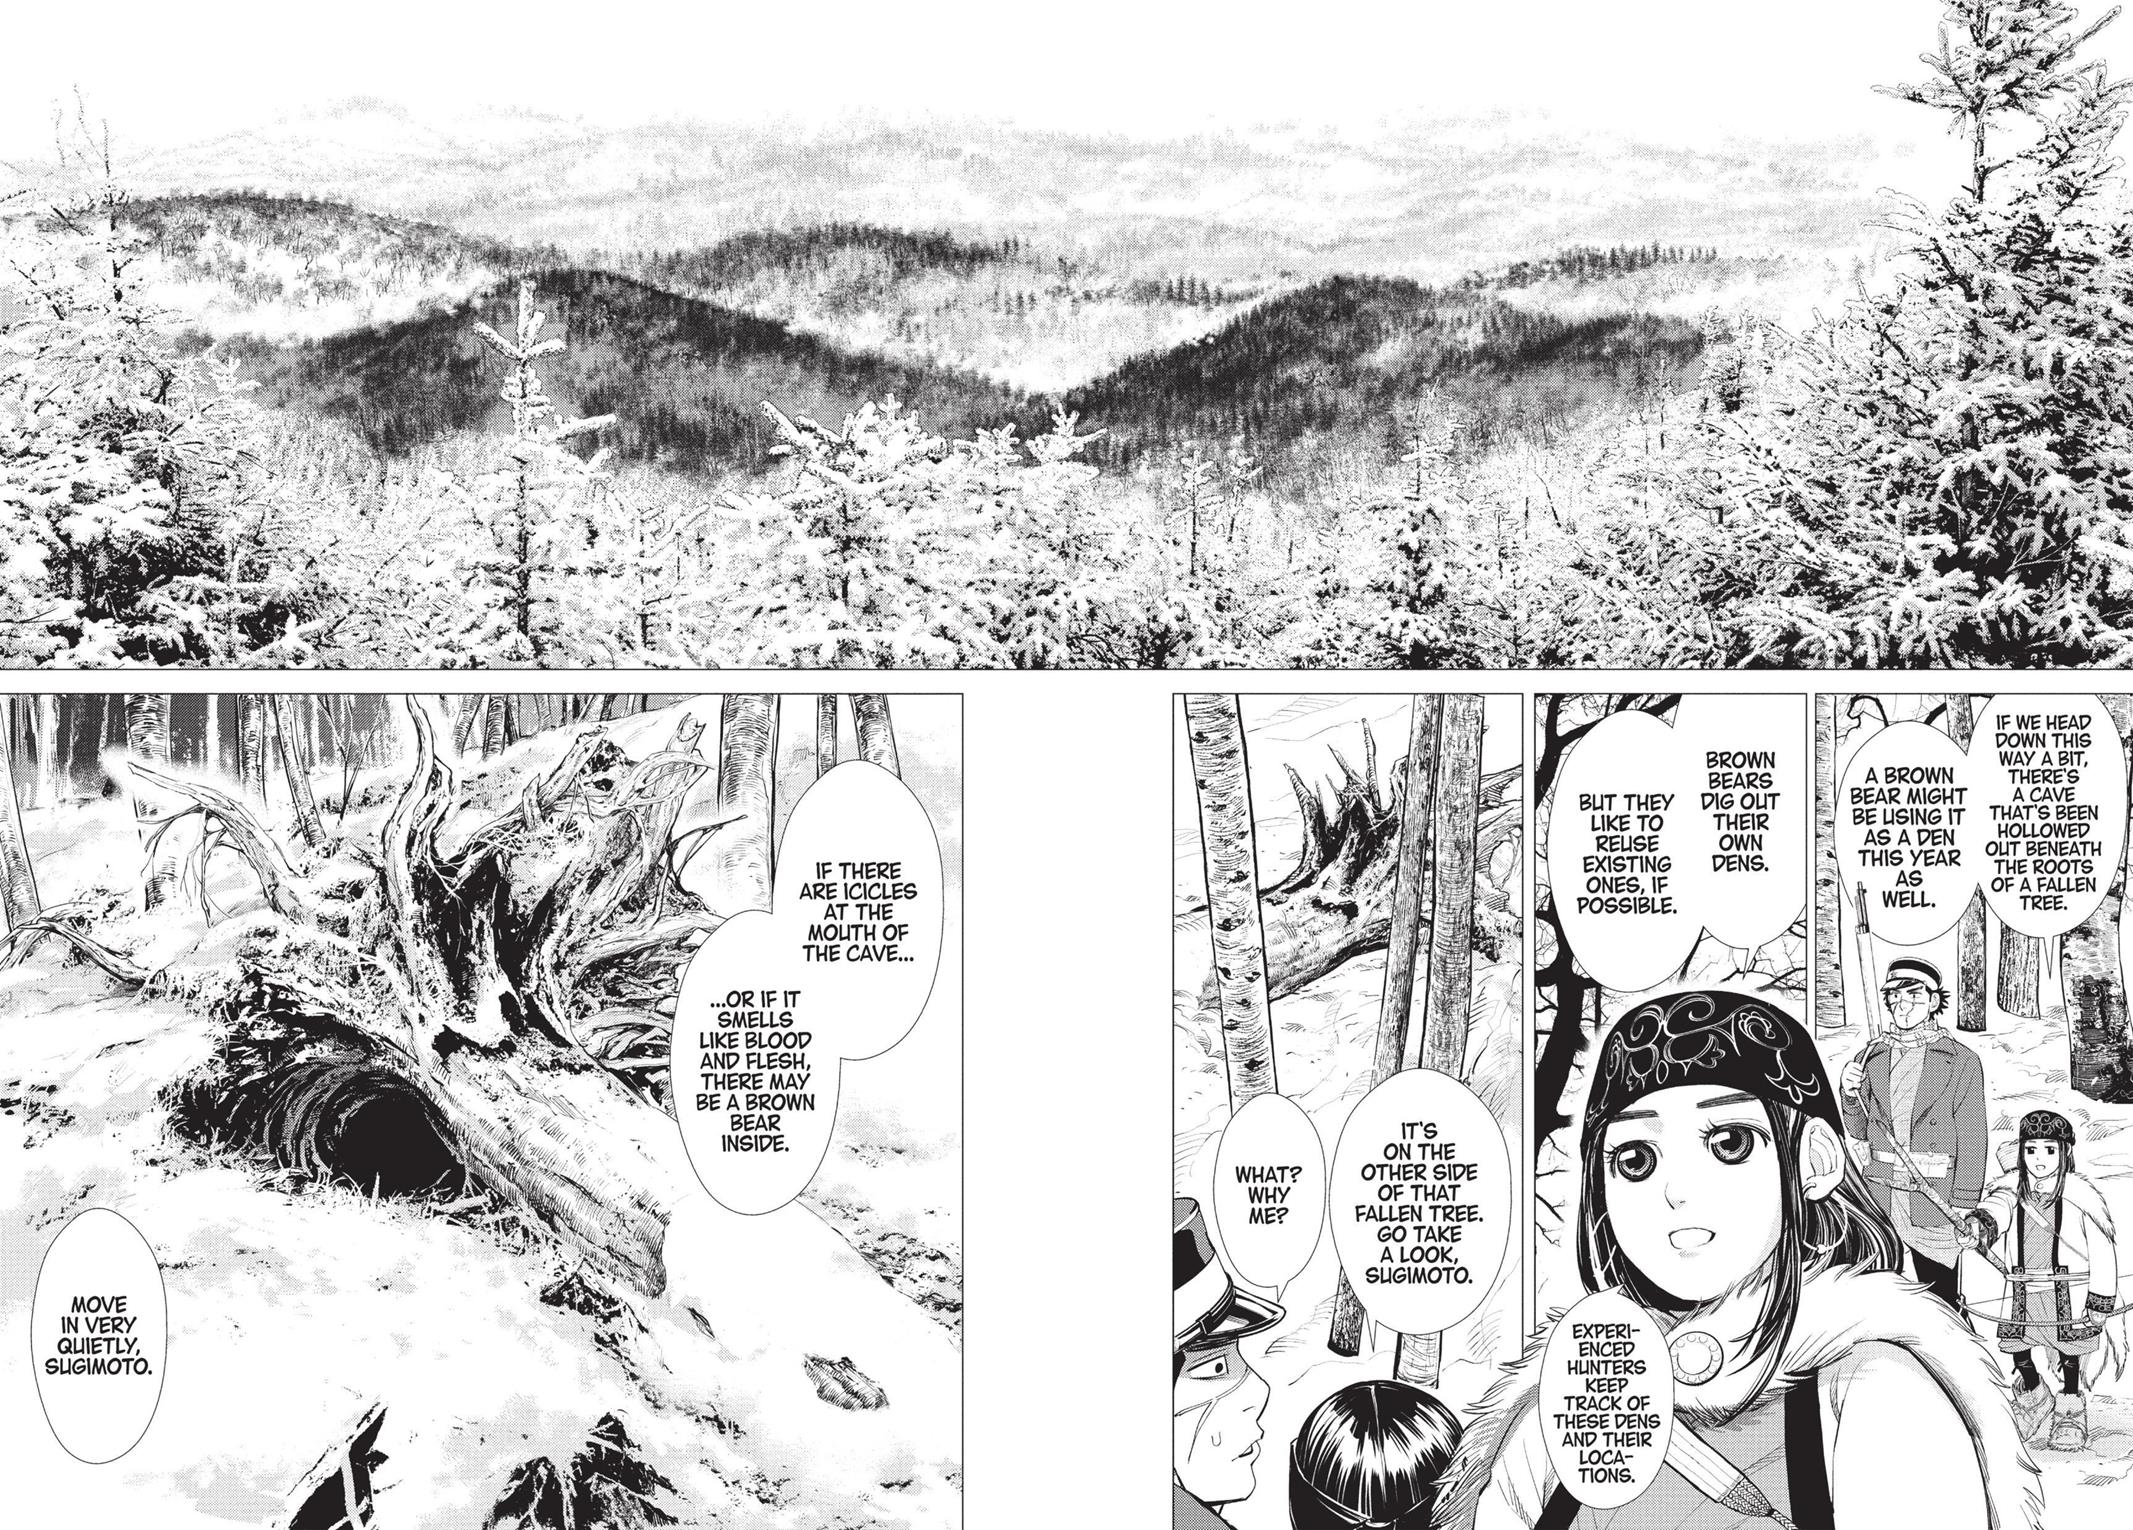 IF WE HEAD
DOWN THIS
WAY A BIT,
THERE'S
A CAVE
THAT'S BEEN
HOLLOWED
OUT BENEATH
THE ROOTS
OF A FALLEN
TREE.
A BROWN
BEAR MIGHT
BE USING IT
AS A DEN
THIS YEAR
AS
WELL.
BROWN
BEARS
DIG OUT
THEIR
OWN
DENS.
BUT THEY
LIKE TO
REUSE
EXISTING
ONES, IF
POSSIBLE.
EXPERI-
ENCED
HUNTERS
KEEP
TRACK OF
THESE DENS
AND THEIR
LOCA-
TIONS.
IT'S
ON THE
OTHER SIDE
OF THAT
FALLEN TREE.
GO TAKE
A LOOK,
SUGIMOTO.
WHAT?
WHY
ME?
IF THERE
ARE ICICLES
AT THE
MOUTH OF
THE CAVE...
...OR IF IT
SMELLS
LIKE BLOOD
AND FLESH,
THERE MAY
BE A BROWN
BEAR
INSIDE.
MOVE
IN VERY
QUIETLY,
SUGIMOTO.